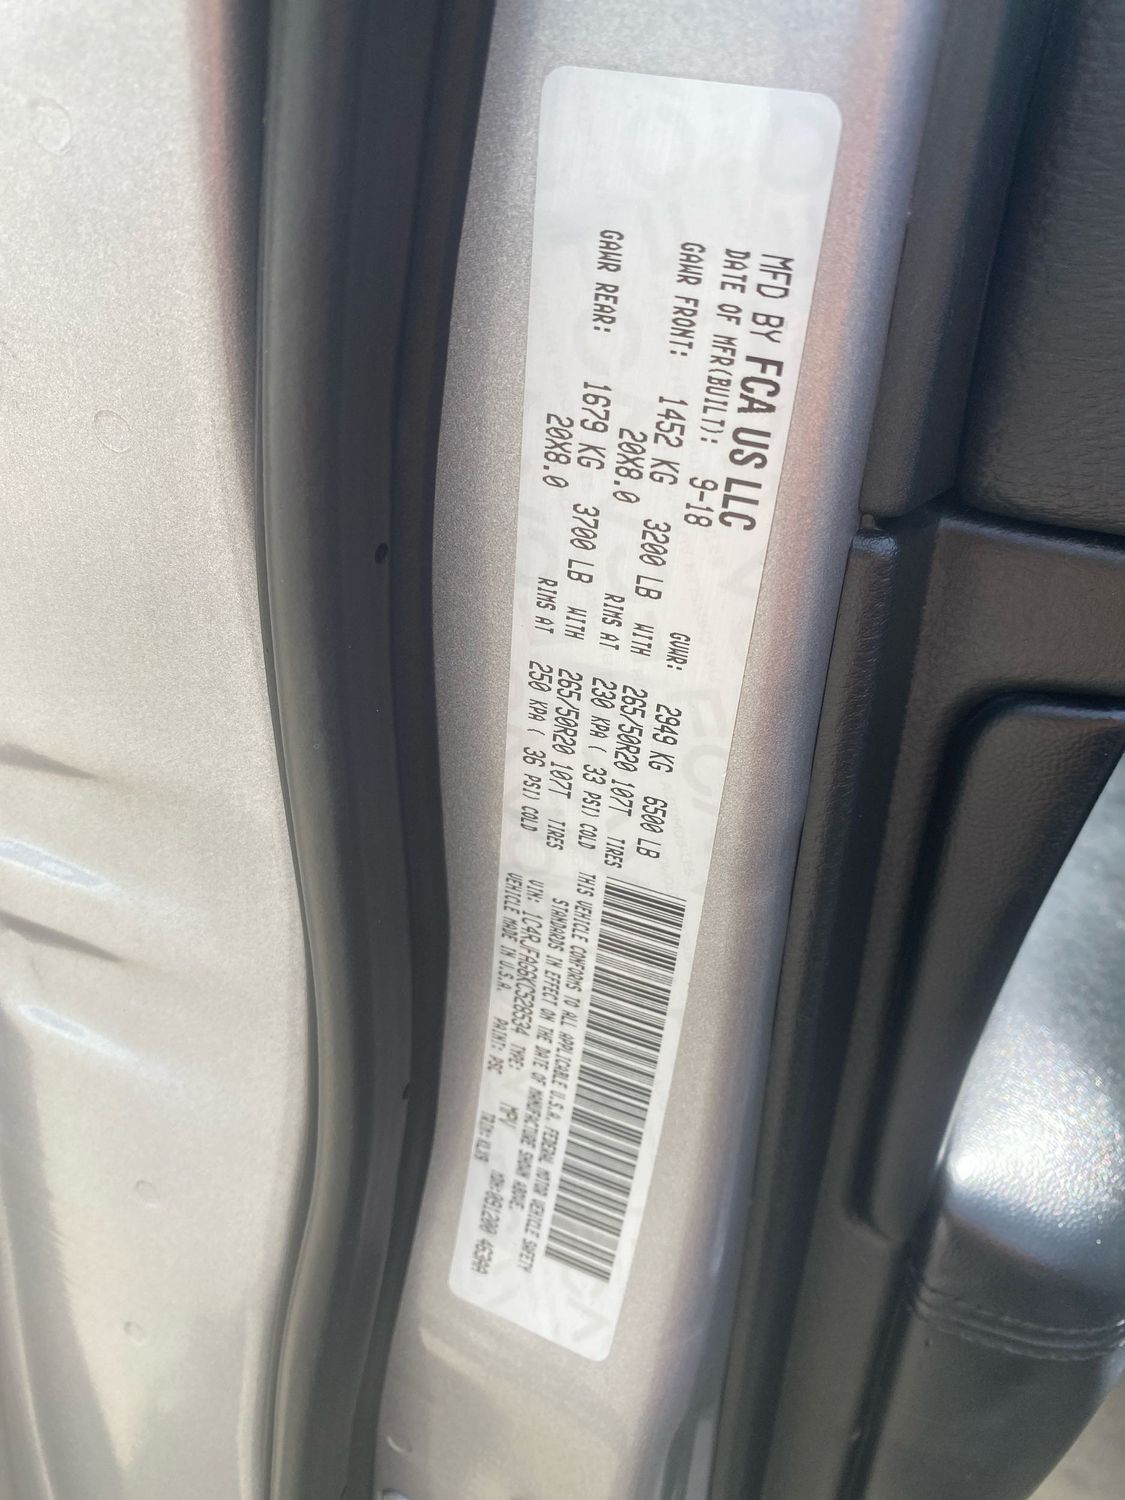 MFD BY FCA US LLC
DATE OF MFR(BUILT): 9-18 GVWR: 2949 KG 6500 LB
GAWR FRONT: 1452 KG 3200 LB WITH 265/50R20 107T TIRES
20X8.0 RIMS AT 230 KPA ( 33 PSI) COLD
GAWR REAR: 1679 KG 3700 LB WITH 265/50R20 107T TIRES
20X8.0 RIMS AT 250 KPA ( 36 PSI) COLD
THIS VEHICLE CONFORMS TO ALL APPLICABLE U.S.A. FEDERAL MOTOR VEHICLE SAFETY
STANDARDS IN EFFECT ON THE DATE OF MANUFACTURE SHOWN ABOVE.
VIN: 1C4RJFAG6KC528534 TYPE: MPV
VEHICLE MADE IN U.S.A. PAINT: PSC